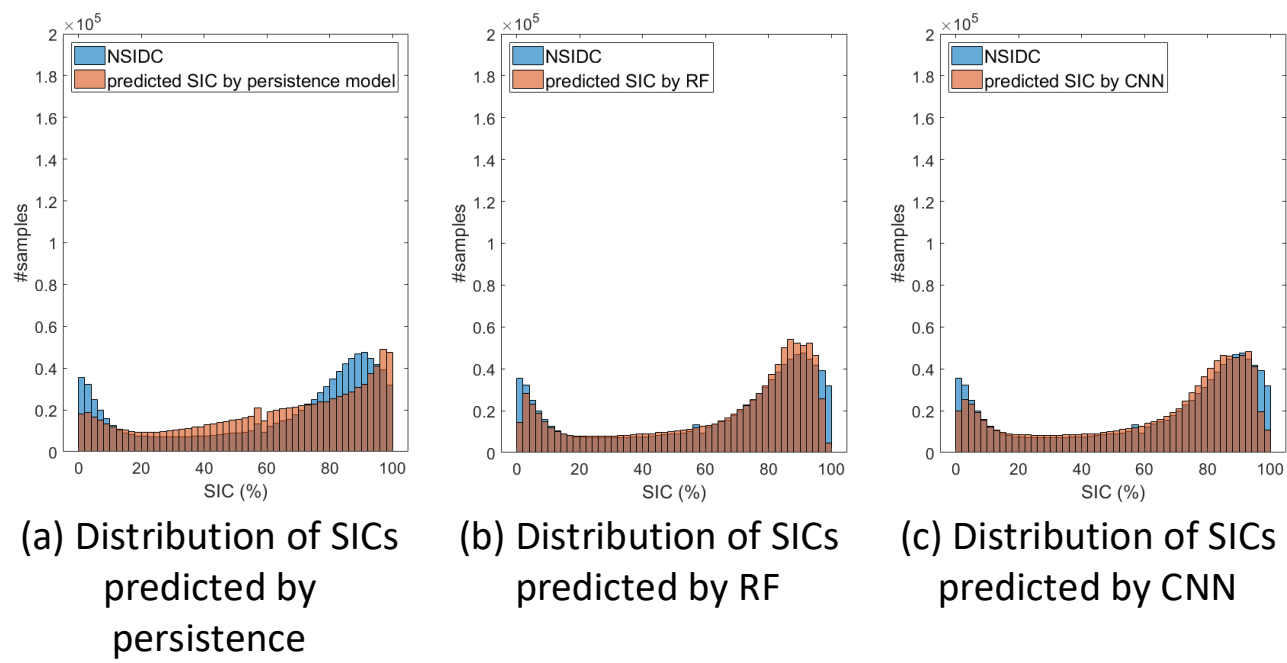 ×10⁵
2
1.8
1.6
1.4
1.2
1
0.8
0.6
0.4
0.2
0
#samples
NSIDC
predicted SIC by persistence model
0 20 40 60 80 100
SIC (%)
(a) Distribution of SICs
predicted by
persistence
×10⁵
2
1.8
1.6
1.4
1.2
1
0.8
0.6
0.4
0.2
0
#samples
NSIDC
predicted SIC by RF
0 20 40 60 80 100
SIC (%)
(b) Distribution of SICs
predicted by RF
×10⁵
2
1.8
1.6
1.4
1.2
1
0.8
0.6
0.4
0.2
0
#samples
NSIDC
predicted SIC by CNN
0 20 40 60 80 100
SIC (%)
(c) Distribution of SICs
predicted by CNN